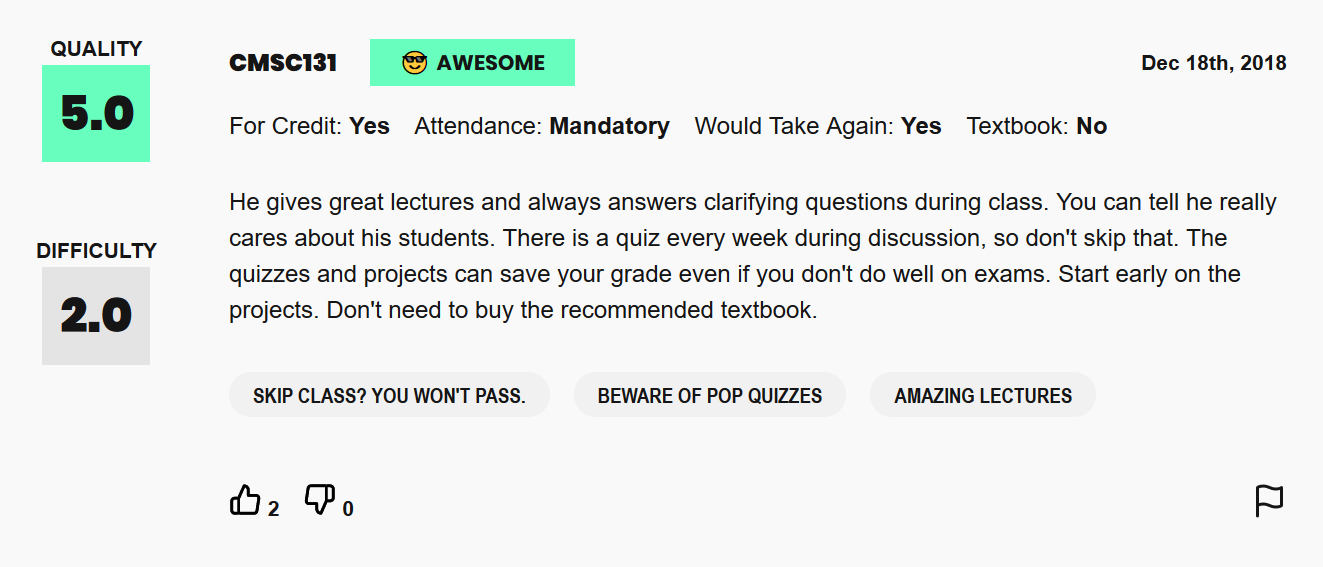 QUALITY
5.0
DIFFICULTY
2.0
CMSC131
AWESOME
Dec 18th, 2018
For Credit: Yes Attendance: Mandatory Would Take Again: Yes Textbook: No
He gives great lectures and always answers clarifying questions during class. You can tell he really
cares about his students. There is a quiz every week during discussion, so don't skip that. The
quizzes and projects can save your grade even if you don't do well on exams. Start early on the
projects. Don't need to buy the recommended textbook.
SKIP CLASS? YOU WON'T PASS.
BEWARE OF POP QUIZZES
AMAZING LECTURES
2
0